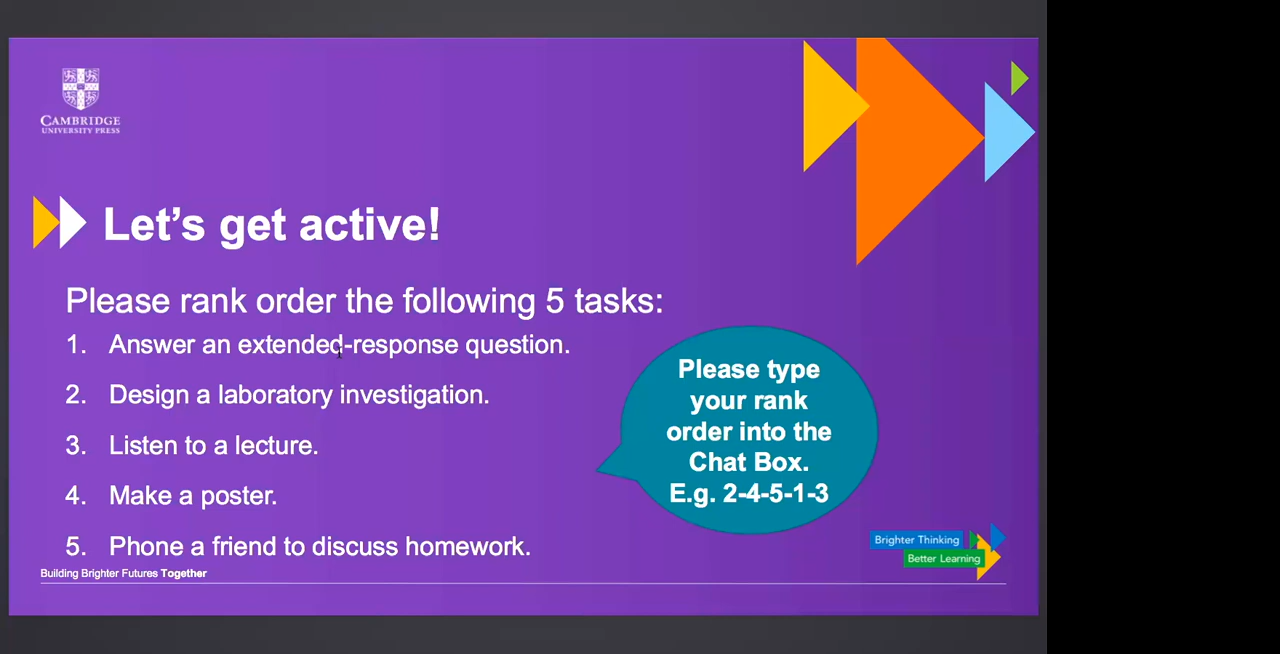 CAMBRIDGE
UNIVERSITY PRESS
Let's get active!
Please rank order the following 5 tasks:
1. Answer an extended-response question.
2. Design a laboratory investigation.
3. Listen to a lecture.
4. Make a poster.
5. Phone a friend to discuss homework.
Please type
your rank
order into the
Chat Box.
E.g. 2-4-5-1-3
Brighter Thinking
Better Learning
Building Brighter Futures Together